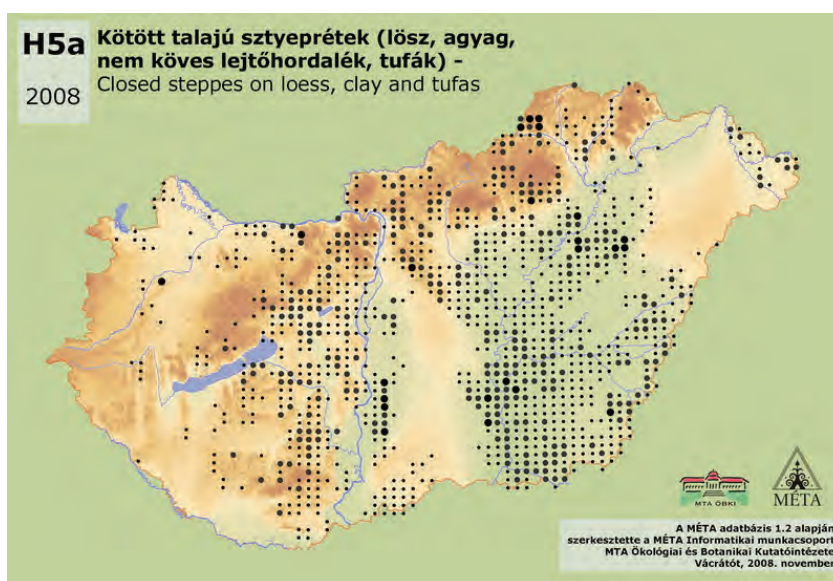 H5a
2008
Kötött talajú sztyeprétek (lösz, agyag,
nem köves lejtőhordalék, tufák) -
Closed steppes on loess, clay and tufas
MTA ÖBKI
MÉTA
A MÉTA adatbázis 1.2 alapján
szerkesztette a MÉTA Informatikai munkacsoport
MTA Ökológiai és Botanikai Kutatóintézete
Vácrátót, 2008. november